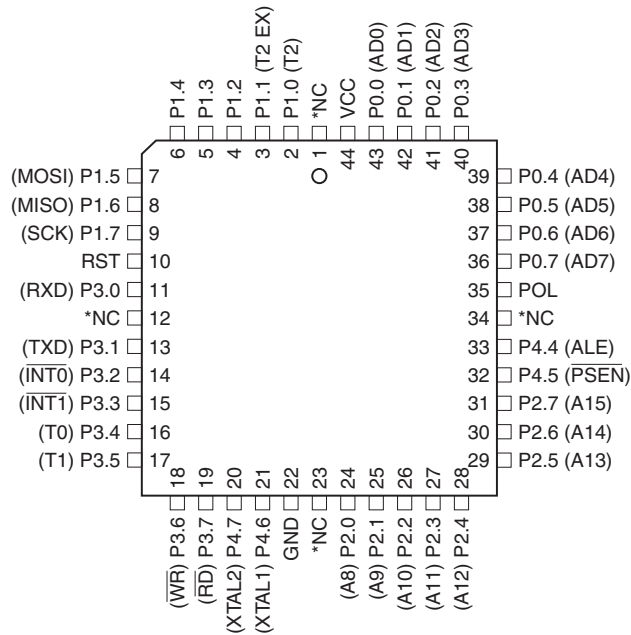 P1.4
P1.3
P1.2
P1.1 (T2 EX)
P1.0 (T2)
*NC
VCC
P0.0 (AD0)
P0.1 (AD1)
P0.2 (AD2)
P0.3 (AD3)
6
5
4
3
2
1
44
43
42
41
40
(MOSI) P1.5 7
(MISO) P1.6 8
(SCK) P1.7 9
RST 10
(RXD) P3.0 11
*NC 12
(TXD) P3.1 13
(INT0) P3.2 14
(INT1) P3.3 15
(T0) P3.4 16
(T1) P3.5 17
39 P0.4 (AD4)
38 P0.5 (AD5)
37 P0.6 (AD6)
36 P0.7 (AD7)
35 POL
34 *NC
33 P4.4 (ALE)
32 P4.5 (PSEN)
31 P2.7 (A15)
30 P2.6 (A14)
29 P2.5 (A13)
18
19
20
21
22
23
24
25
26
27
28
(WR) P3.6
(RD) P3.7
(XTAL2) P4.7
(XTAL1) P4.6
GND
*NC
(A8) P2.0
(A9) P2.1
(A10) P2.2
(A11) P2.3
(A12) P2.4